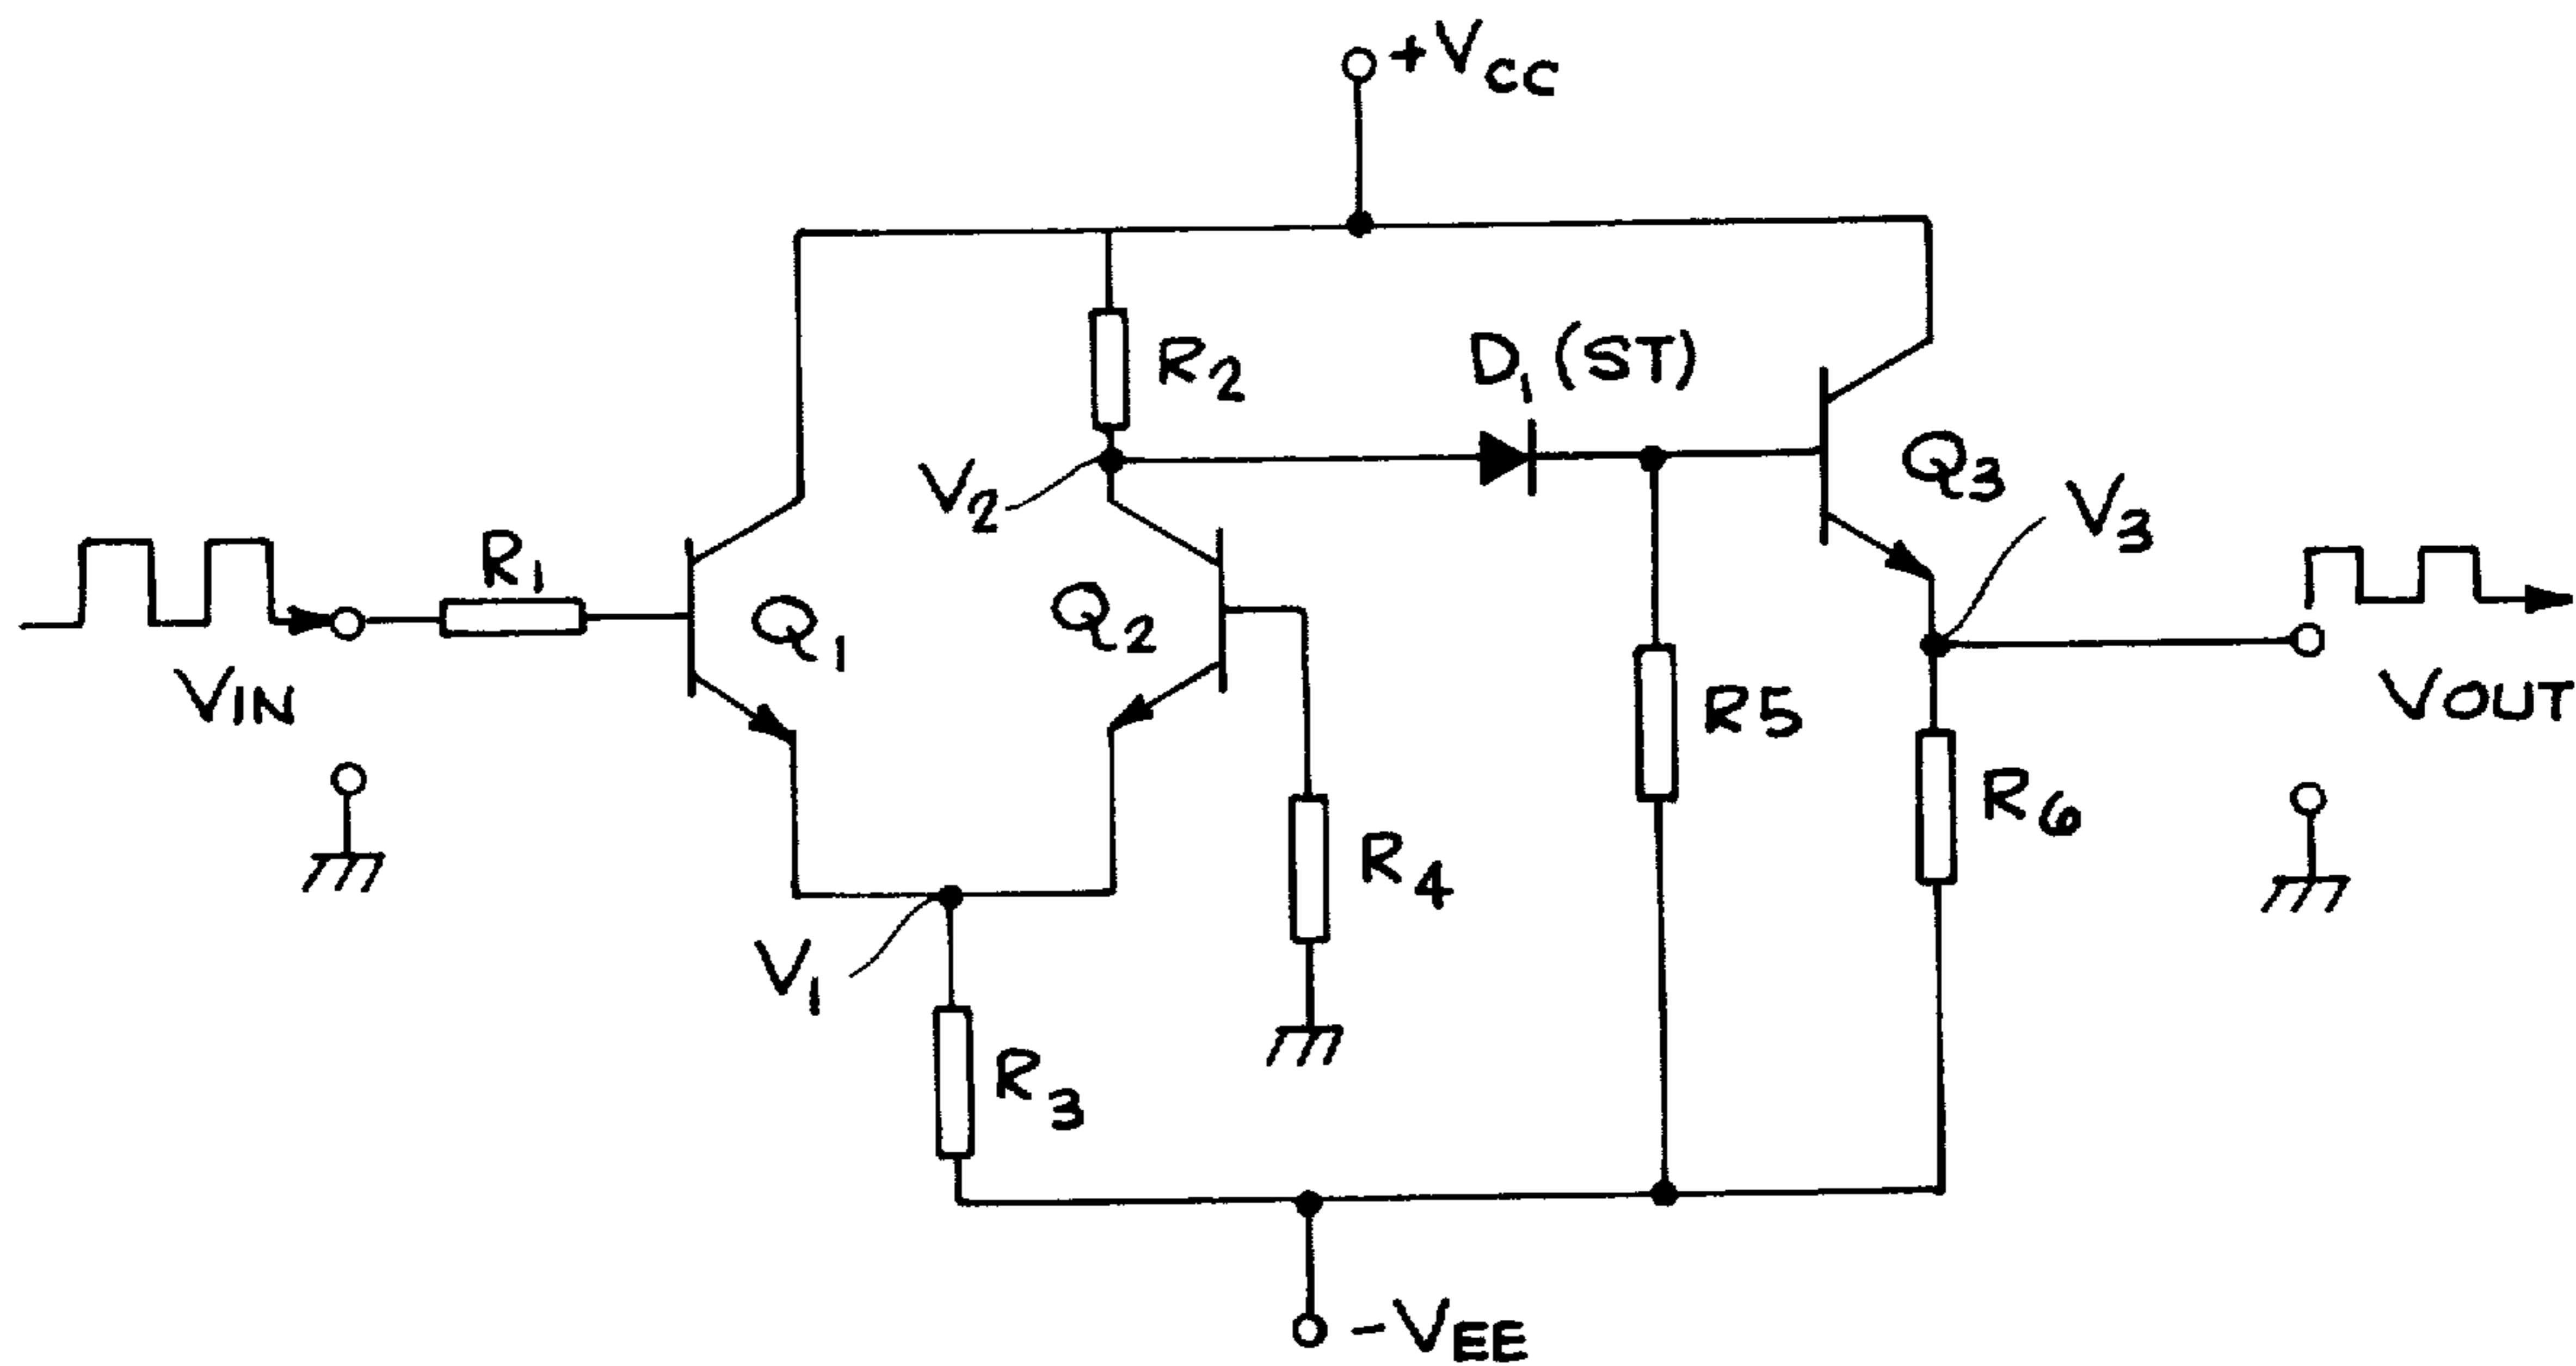 +VCC
R2
D1 (ST)
Q3
V2
V3
R1
Q1
Q2
VIN
R5
VOUT
R6
R4
V1
R3
-VEE